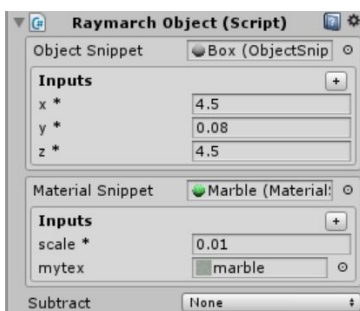 Raymarch Object (Script)
Object Snippet Box (ObjectSnip
Inputs +
x * 4.5
y * 0.08
z * 4.5
Material Snippet Marble (Material
Inputs +
scale * 0.01
mytex marble
Subtract None